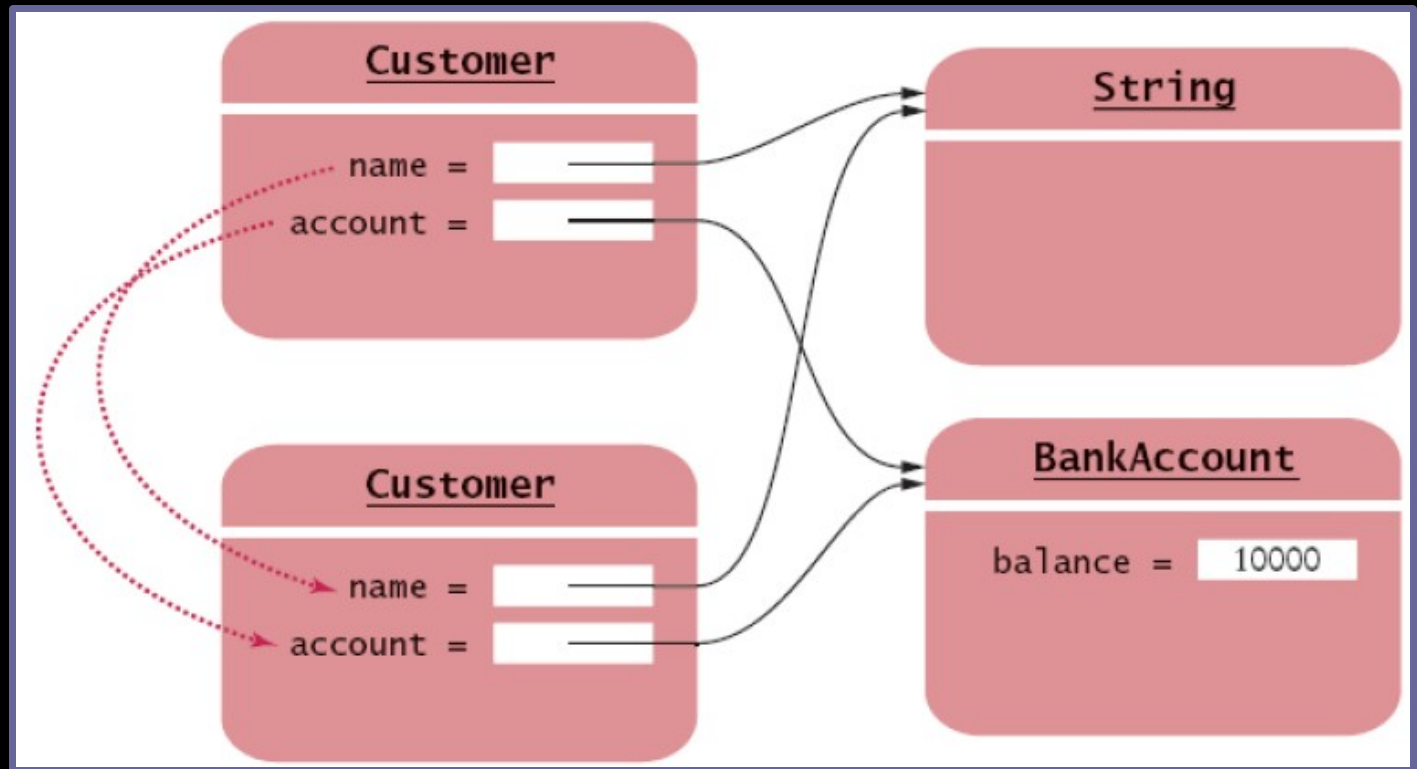 Customer
name =
account =
String
Customer
name =
account =
BankAccount
balance = 10000